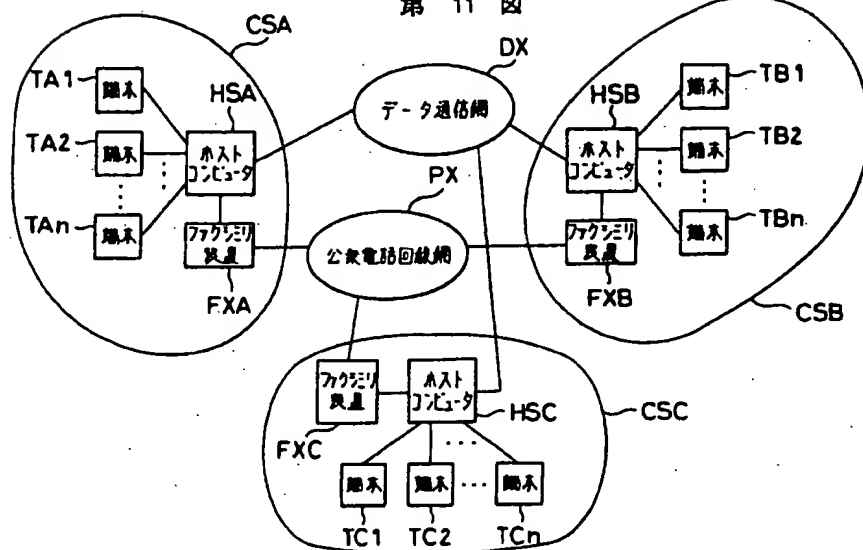 第 11 図
CSA
DX
TA1
端末
HSA
データ通信網
HSB
端末
TB1
TA2
端末
ホスト
コンピュータ
ホスト
コンピュータ
端末
TB2
PX
TAn
端末
ファクシミリ
装置
公衆電話回線網
ファクシミリ
装置
端末
TBn
FXA
FXB
CSB
ファクシミリ
装置
ホスト
コンピュータ
HSC
CSC
FXC
端末
端末
端末
TC1
TC2
TCn